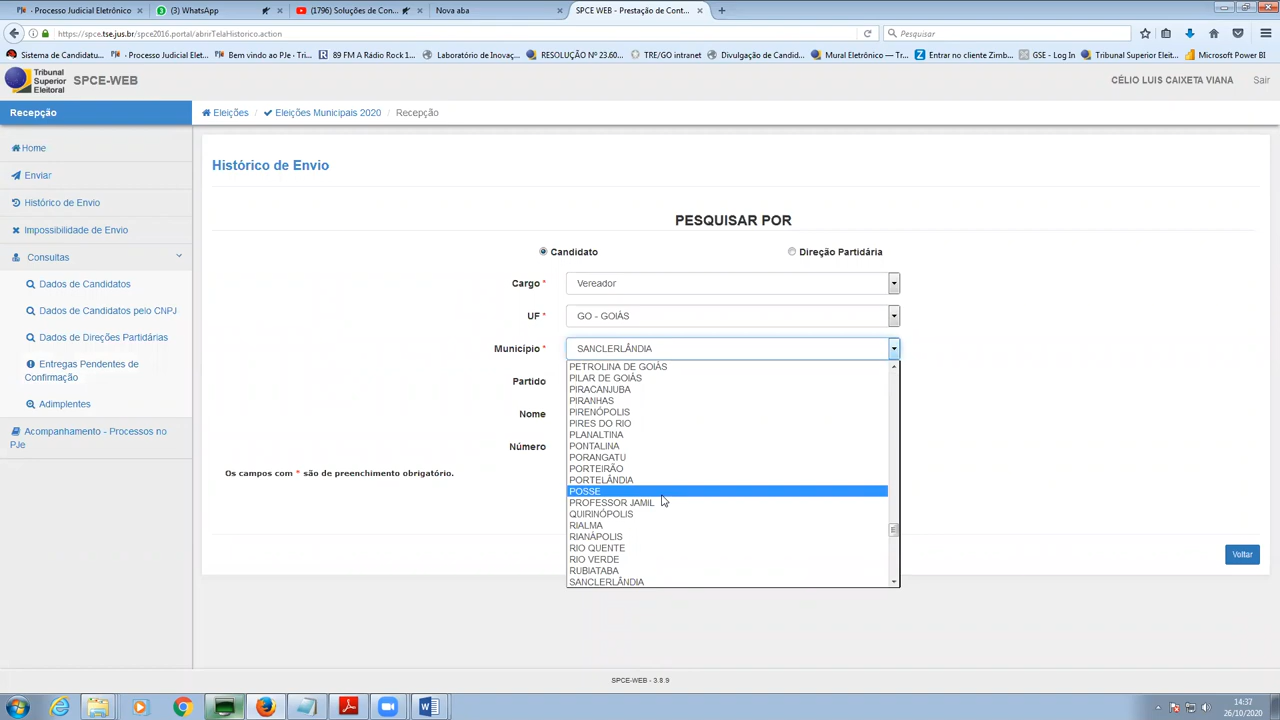 - Processo Judicial Eletrônico
(3) WhatsApp
(1796) Soluções de Con...
Nova aba
SPCE WEB - Prestação de Cont...
https://spce2016.tse.jus.br/spce2016.portal/abrirTelaHistorico.action
Pesquisar
Sistema de Candidatu...
- Processo Judicial Elet...
Bem vindo ao PJe - Tri...
89 FM A Rádio Rock 1...
Laboratório de Inovaç...
RESOLUÇÃO Nº 23.60...
TRE/GO intranet
Divulgação de Candid...
Mural Eletrônico — Tr...
Entrar no cliente Zimb...
GSE - Log In
Tribunal Superior Eleit...
Microsoft Power BI
Tribunal
Superior
Eleitoral
SPCE-WEB
CÉLIO LUIS CAIXETA VIANA
Sair
Recepção
Eleições / Eleições Municipais 2020 / Recepção
Home
Enviar
Histórico de Envio
Impossibilidade de Envio
Consultas
Dados de Candidatos
Dados de Candidatos pelo CNPJ
Dados de Direções Partidárias
Entregas Pendentes de
Confirmação
Adimplentes
Acompanhamento - Processos no
PJe
Histórico de Envio
PESQUISAR POR
Candidato
Direção Partidária
Cargo *
Vereador
UF *
GO - GOIÁS
Município *
SANCLERLÂNDIA
Partido
Nome
Número
PETROLINA DE GOIÁS
PILAR DE GOIÁS
PIRACANJUBA
PIRANHAS
PIRENÓPOLIS
PIRES DO RIO
PLANALTINA
PONTALINA
PORANGATU
PORTEIRÃO
PORTELÂNDIA
POSSE
PROFESSOR JAMIL
QUIRINÓPOLIS
RIALMA
RIANÁPOLIS
RIO QUENTE
RIO VERDE
RUBIATABA
SANCLERLÂNDIA
Os campos com * são de preenchimento obrigatório.
Voltar
SPCE-WEB - 3.8.9
14:37
26/10/2020